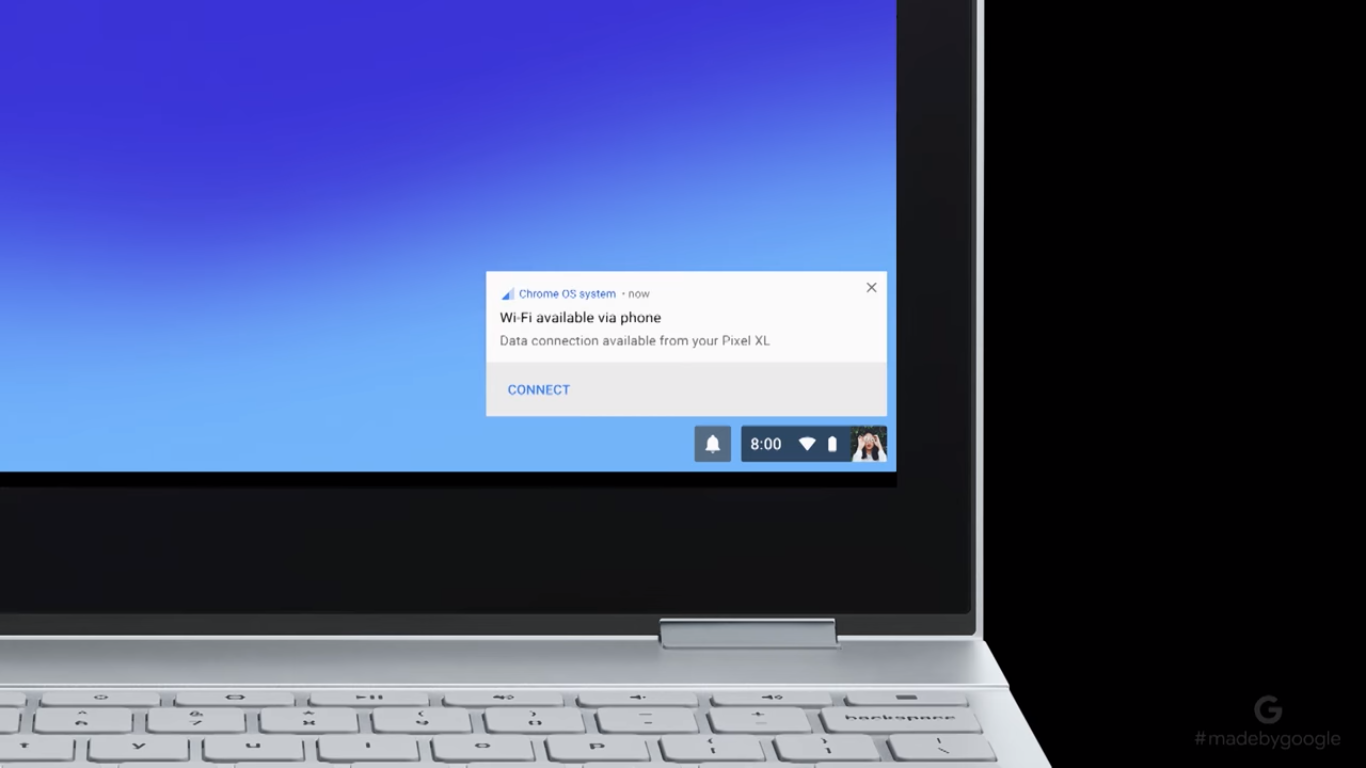 Chrome OS system • now
Wi-Fi available via phone
Data connection available from your Pixel XL
CONNECT
8:00
backspace
y u i o p
G
#madebygoogle